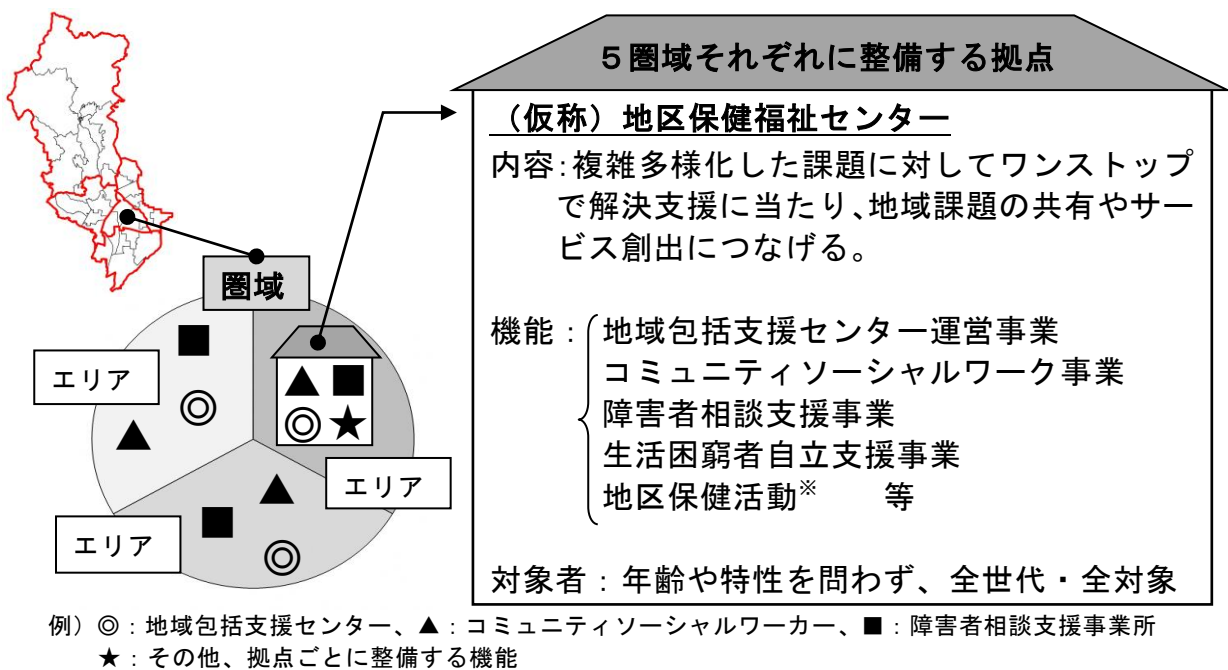 5圏域それぞれに整備する拠点
（仮称）地区保健福祉センター
内容：複雑多様化した課題に対してワンストップ
で解決支援に当たり、地域課題の共有やサー
ビス創出につなげる。
機能：地域包括支援センター運営事業
コミュニティソーシャルワーク事業
障害者相談支援事業
生活困窮者自立支援事業
地区保健活動※　等
対象者：年齢や特性を問わず、全世代・全対象
圏域
エリア
エリア
エリア
例）◎：地域包括支援センター、▲：コミュニティソーシャルワーカー、■：障害者相談支援事業所
★：その他、拠点ごとに整備する機能